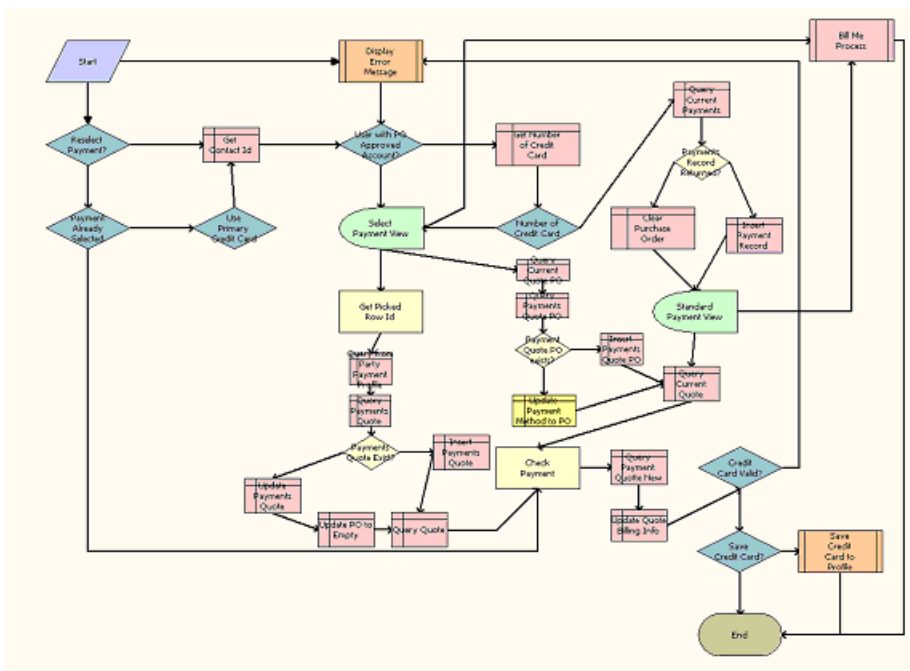 Bill Me
Process
Start
Display
Error
Message
Query
Current
Payments
Reselect
Payment?
Get
Contact Id
User with PO
Approved
Account?
Get Number
of Credit
Card
Payments
Record
Returned?
Payment
Already
Selected
Use
Primary
Credit Card
Select
Payment View
Number of
Credit Card
Clear
Purchase
Order
Insert
Payment
Record
Query
Current
Quote PO
Get Picked
Row Id
Query
Payments
Quote PO
Standard
Payment View
Query from
Party
Payment
Profile
Payment
Quote PO
exists?
Insert
Payments
Quote PO
Query
Current
Quote
Query
Payments
Quote
Update
Payment
Method to PO
Payments
Quote Exist?
Insert
Payments
Quote
Check
Payment
Query
Payment
Quote New
Credit
Card Valid?
Update
Payments
Quote
Update PO to
Empty
Query Quote
Update Quote
Billing Info
Save
Credit Card?
Save
Credit
Card to
Profile
End